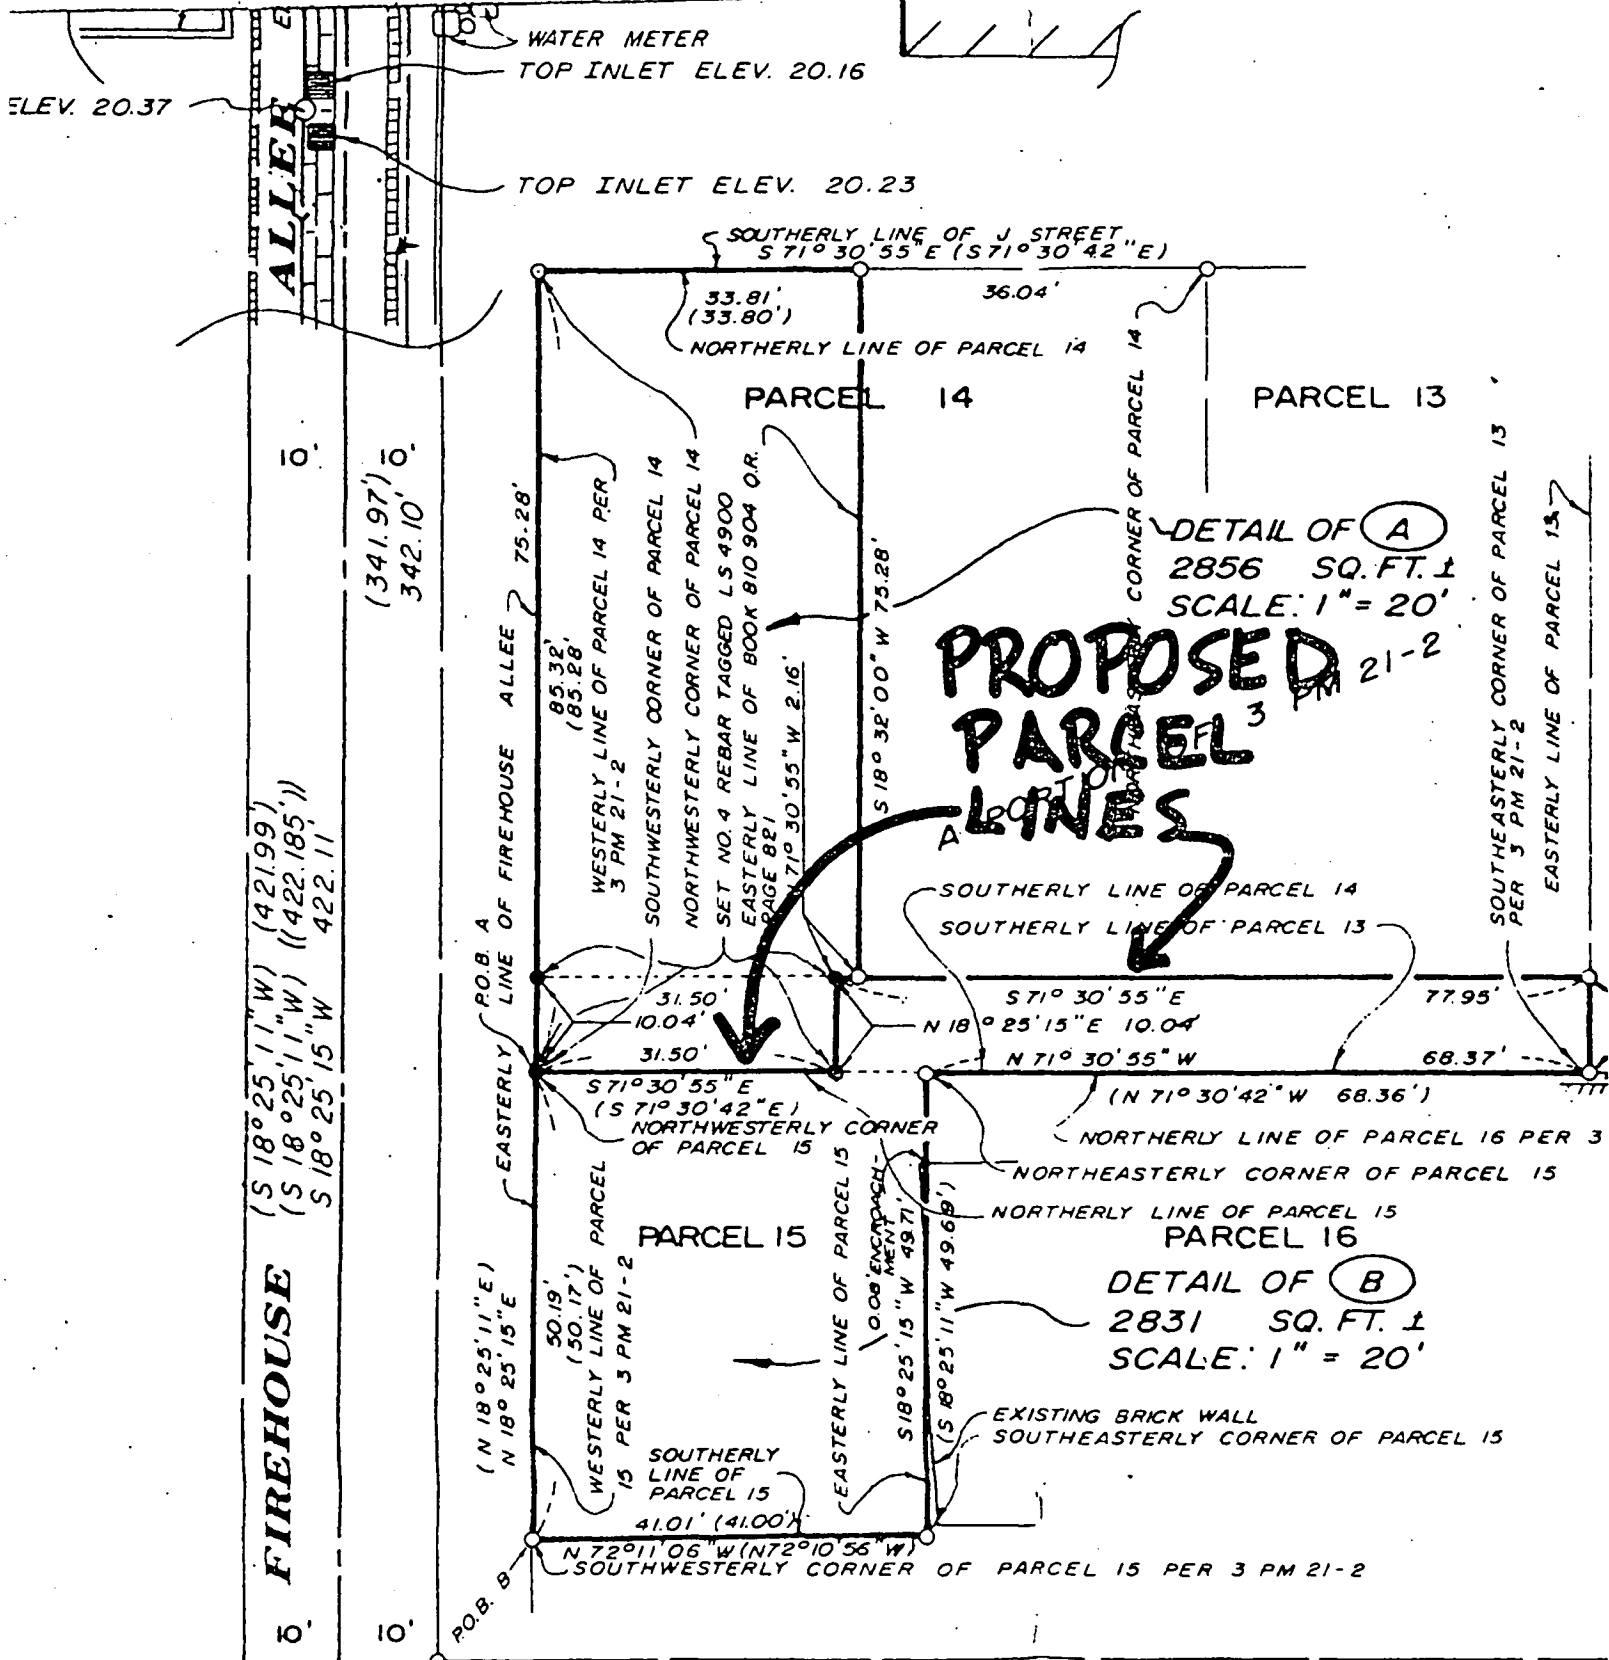 WATER METER
TOP INLET ELEV. 20.16
ELEV. 20.37
TOP INLET ELEV. 20.23
ALLEE
SOUTHERLY LINE OF J STREET
S 71° 30' 55" E (S 71° 30' 42" E)
33.81'
(33.80')
36.04'
NORTHERLY LINE OF PARCEL 14
PARCEL 14
PARCEL 13
10'
10'
(341.97')
342.10'
75.28'
EASTERLY LINE OF FIREHOUSE ALLEE
P.O.B. A
85.32'
(85.28')
WESTERLY LINE OF PARCEL 14 PER
3 PM 21-2
SOUTHWESTERLY CORNER OF PARCEL 14
NORTHWESTERLY CORNER OF PARCEL 14
SET NO. 4 REBAR TAGGED LS 4900
EASTERLY LINE OF BOOK 810904 O.R.
PAGE 821
N 71° 30' 55" W 2.16'
S 18° 32' 00" W 75.28'
CORNER OF PARCEL 14
DETAIL OF A
2856 SQ. FT. ±
SCALE: 1" = 20'
PROPOSED
PARCEL
LINES
A PORTION OF 3 PM 21-2
SOUTHEASTERLY CORNER OF PARCEL 13
PER 3 PM 21-2
EASTERLY LINE OF PARCEL 13
SOUTHERLY LINE OF PARCEL 14
SOUTHERLY LINE OF PARCEL 13
(S 18° 25' 11" W) (421.99')
(S 18° 25' 11" W) ((422.185'))
S 18° 25' 15" W 422.11
31.50'
10.04'
31.50'
S 71° 30' 55" E
77.95'
N 18° 25' 15" E 10.04'
N 71° 30' 55" W
68.37'
S 71° 30' 55" E
(S 71° 30' 42" E)
(N 71° 30' 42" W 68.36')
NORTHWESTERLY CORNER
OF PARCEL 15
NORTHERLY LINE OF PARCEL 16 PER 3
NORTHEASTERLY CORNER OF PARCEL 15
NORTHERLY LINE OF PARCEL 15
PARCEL 15
PARCEL 16
DETAIL OF B
2831 SQ. FT. ±
SCALE: 1" = 20'
FIREHOUSE
(N 18° 25' 11" E)
N 18° 25' 15" E
50.19'
(50.17')
WESTERLY LINE OF PARCEL
15 PER 3 PM 21-2
EASTERLY LINE OF PARCEL 15
0.08' ENCROACH-
MENT
S 18° 25' 15" W 49.71'
(S 18° 25' 11" W 49.69')
EXISTING BRICK WALL
SOUTHEASTERLY CORNER OF PARCEL 15
SOUTHERLY
LINE OF
PARCEL 15
41.01' (41.00')
N 72° 11' 06" W (N 72° 10' 56" W)
SOUTHWESTERLY CORNER OF PARCEL 15 PER 3 PM 21-2
P.O.B. B
10'
10'